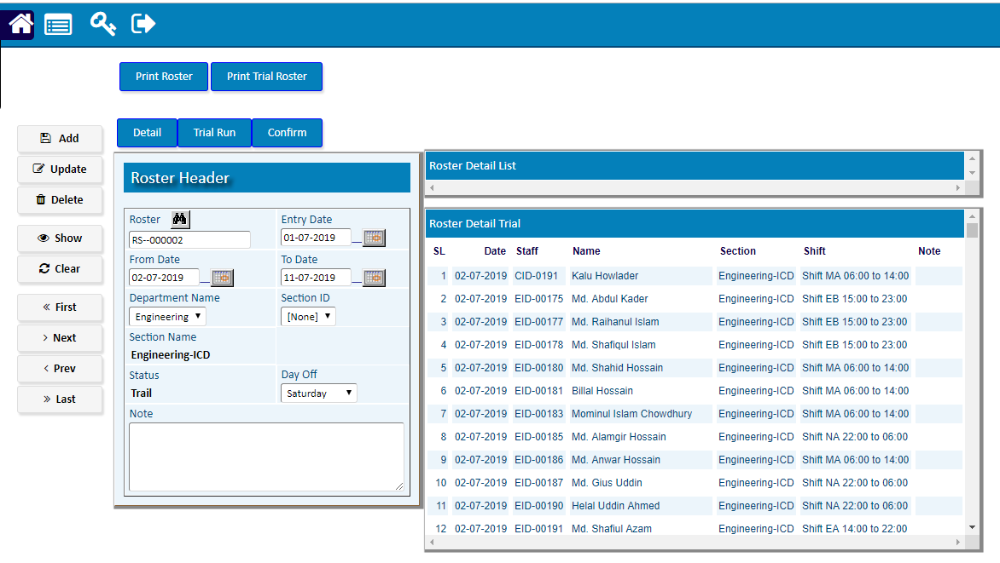 Print Roster Print Trial Roster
Detail Trial Run Confirm
Add
Update
Delete
Show
Clear
« First
> Next
< Prev
» Last
Roster Header
Roster Entry Date
RS--000002 01-07-2019
From Date To Date
02-07-2019 11-07-2019
Department Name Section ID
Engineering [None]
Section Name
Engineering-ICD
Status Day Off
Trail Saturday
Note
Roster Detail List
Roster Detail Trial
SL Date Staff Name Section Shift Note
1 02-07-2019 CID-0191 Kalu Howlader Engineering-ICD Shift MA 06:00 to 14:00
2 02-07-2019 EID-00175 Md. Abdul Kader Engineering-ICD Shift EB 15:00 to 23:00
3 02-07-2019 EID-00177 Md. Raihanul Islam Engineering-ICD Shift EB 15:00 to 23:00
4 02-07-2019 EID-00178 Md. Shafiqul Islam Engineering-ICD Shift EB 15:00 to 23:00
5 02-07-2019 EID-00180 Md. Shahid Hossain Engineering-ICD Shift MA 06:00 to 14:00
6 02-07-2019 EID-00181 Billal Hossain Engineering-ICD Shift MA 06:00 to 14:00
7 02-07-2019 EID-00183 Mominul Islam Chowdhury Engineering-ICD Shift MA 06:00 to 14:00
8 02-07-2019 EID-00185 Md. Alamgir Hossain Engineering-ICD Shift NA 22:00 to 06:00
9 02-07-2019 EID-00186 Md. Anwar Hossain Engineering-ICD Shift MA 06:00 to 14:00
10 02-07-2019 EID-00187 Md. Gius Uddin Engineering-ICD Shift NA 22:00 to 06:00
11 02-07-2019 EID-00190 Helal Uddin Ahmed Engineering-ICD Shift NA 22:00 to 06:00
12 02-07-2019 EID-00191 Md. Shafiul Azam Engineering-ICD Shift EA 14:00 to 22:00